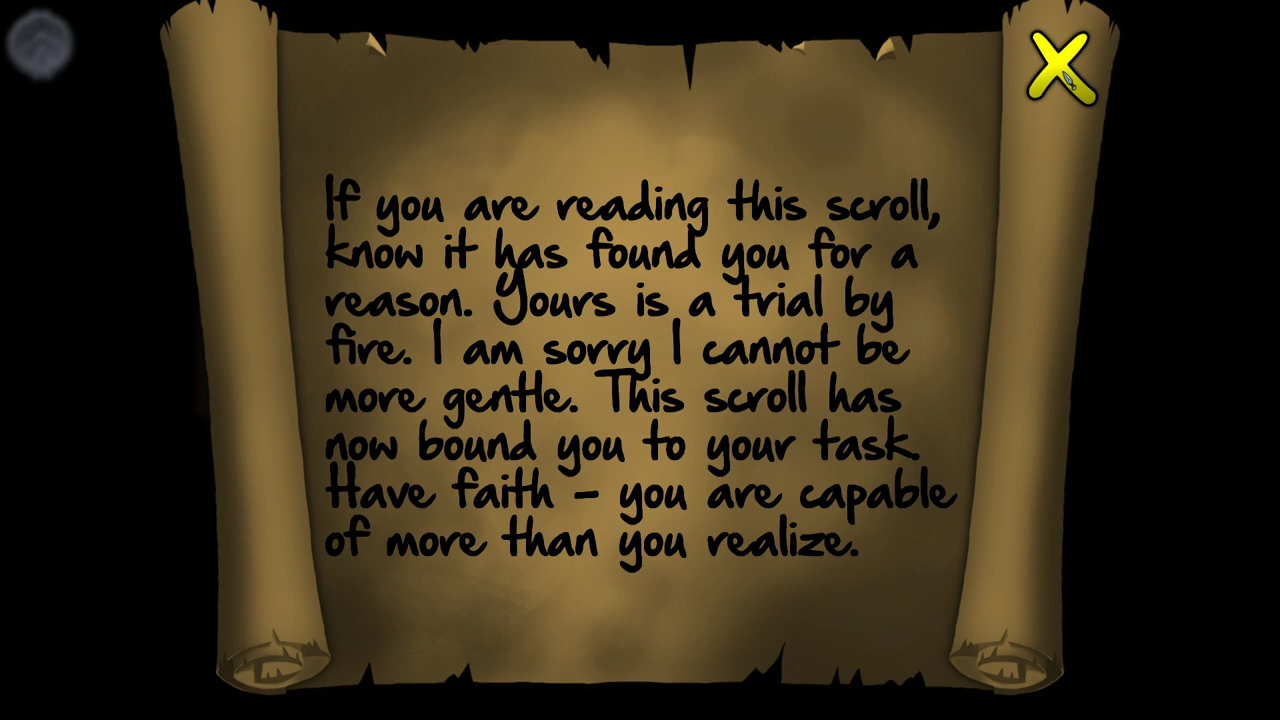 If you are reading this scroll,
know it has found you for a
reason. Yours is a trial by
fire. I am sorry I cannot be
more gentle. This scroll has
now bound you to your task.
Have faith - you are capable
of more than you realize.